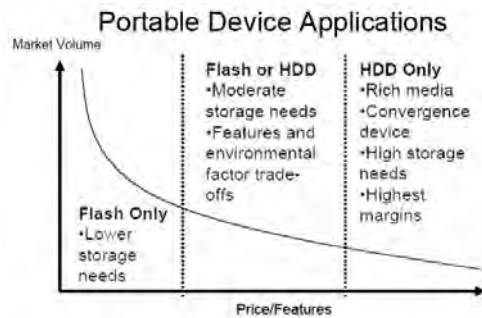 Portable Device Applications
Market Volume
Flash or HDD
•Moderate
storage needs
•Features and
environmental
factor trade-
offs
HDD Only
•Rich media
•Convergence
device
•High storage
needs
•Highest
margins
Flash Only
•Lower
storage
needs
Price/Features